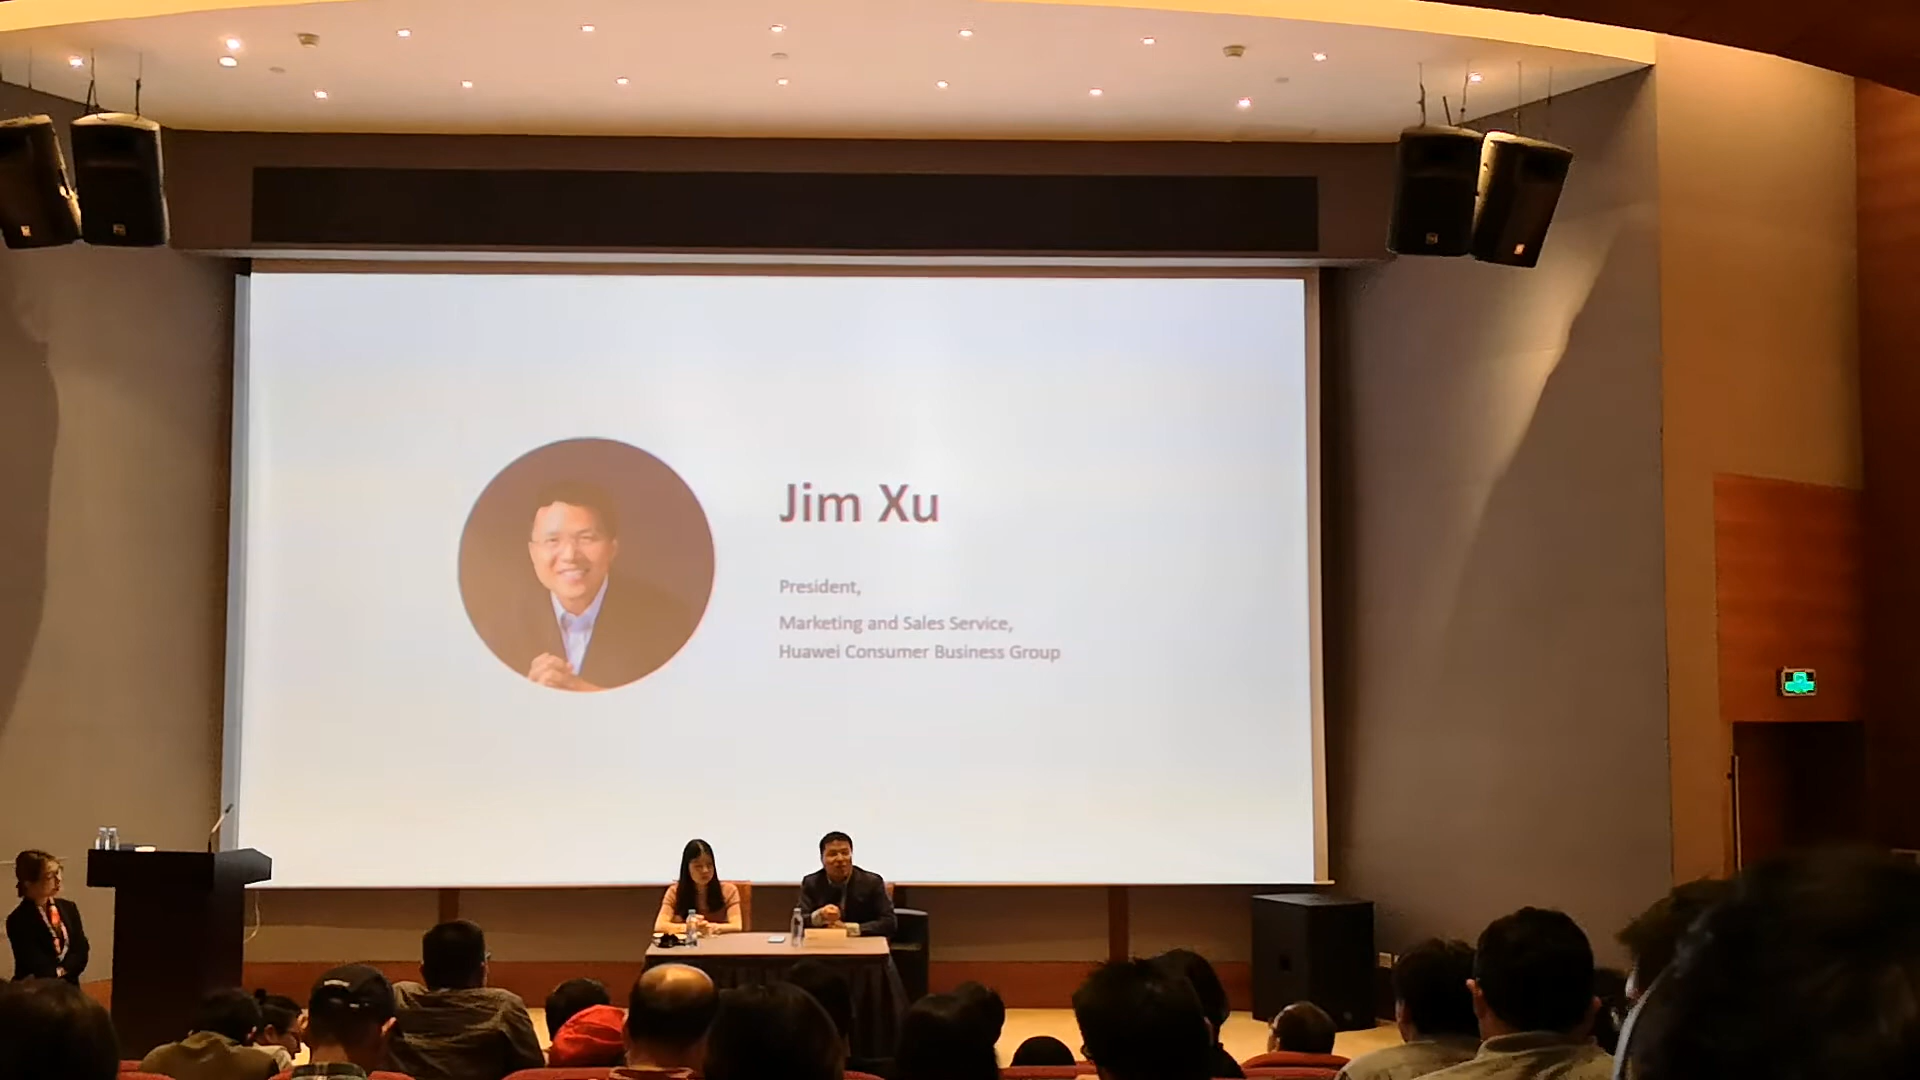 Jim Xu
President,
Marketing and Sales Service,
Huawei Consumer Business Group